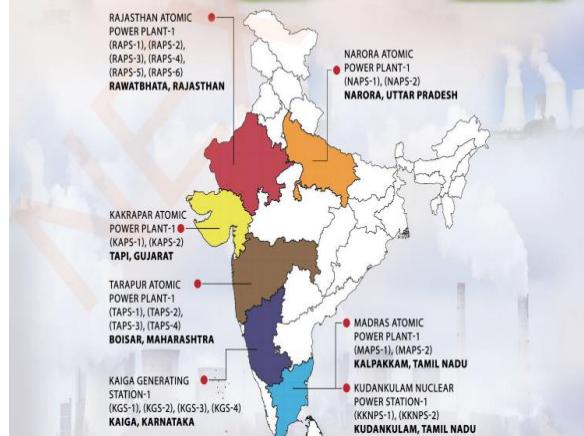 RAJASTHAN ATOMIC
POWER PLANT-1
(RAPS-1), (RAPS-2),
(RAPS-3), (RAPS-4),
(RAPS-5), (RAPS-6)
RAWATBHATA, RAJASTHAN
NARORA ATOMIC
POWER PLANT-1
(NAPS-1), (NAPS-2)
NARORA, UTTAR PRADESH
KAKRAPAR ATOMIC
POWER PLANT-1
(KAPS-1), (KAPS-2)
TAPI, GUJARAT
TARAPUR ATOMIC
POWER PLANT-1
(TAPS-1), (TAPS-2),
(TAPS-3), (TAPS-4)
BOISAR, MAHARASHTRA
MADRAS ATOMIC
POWER PLANT-1
(MAPS-1), (MAPS-2)
KALPAKKAM, TAMIL NADU
KAIGA GENERATING
STATION-1
(KGS-1), (KGS-2), (KGS-3), (KGS-4)
KAIGA, KARNATAKA
KUDANKULAM NUCLEAR
POWER STATION-1
(KKNPS-1), (KKNPS-2)
KUDANKULAM, TAMIL NADU